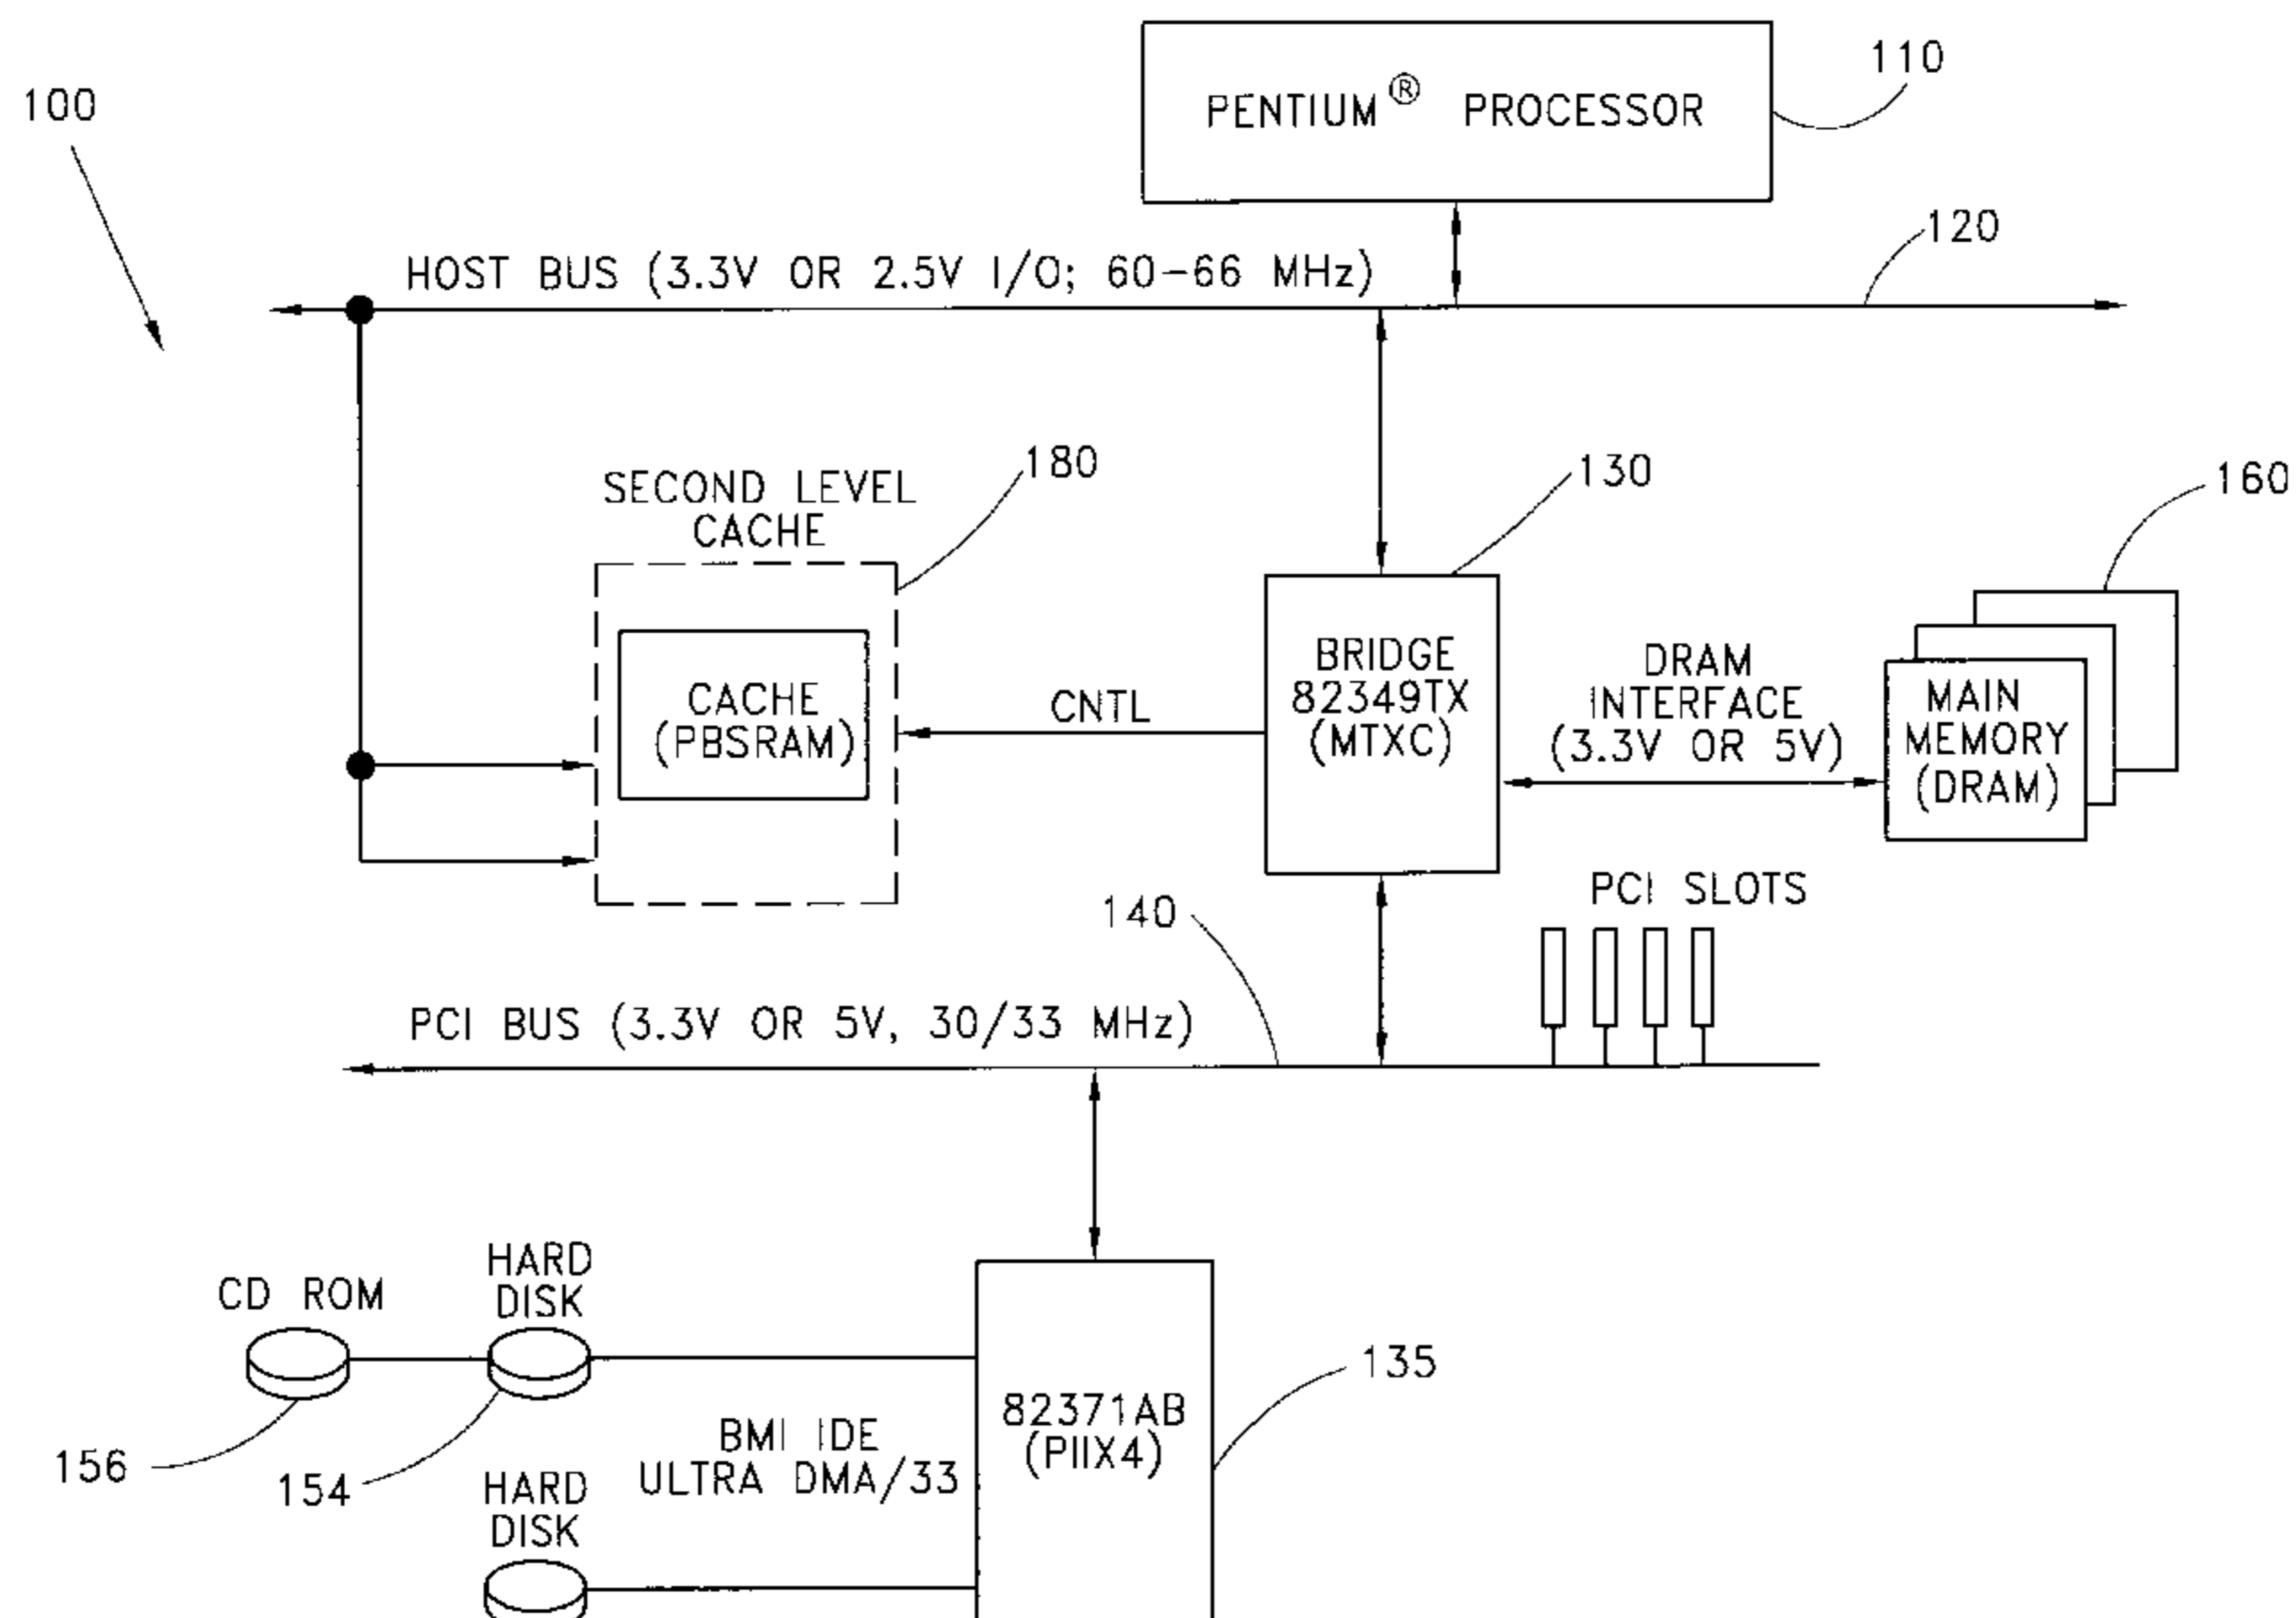 PENTIUM® PROCESSOR
110
100
120
HOST BUS (3.3V OR 2.5V I/O; 60-66 MHz)
180
130
160
SECOND LEVEL
CACHE
CACHE
(PBSRAM)
CNTL
BRIDGE
82349TX
(MTXC)
DRAM
INTERFACE
(3.3V OR 5V)
MAIN
MEMORY
(DRAM)
PCI SLOTS
140
PCI BUS (3.3V OR 5V, 30/33 MHz)
CD ROM
HARD
DISK
156
154
BMI IDE
ULTRA DMA/33
82371AB
(PIIX4)
135
HARD
DISK